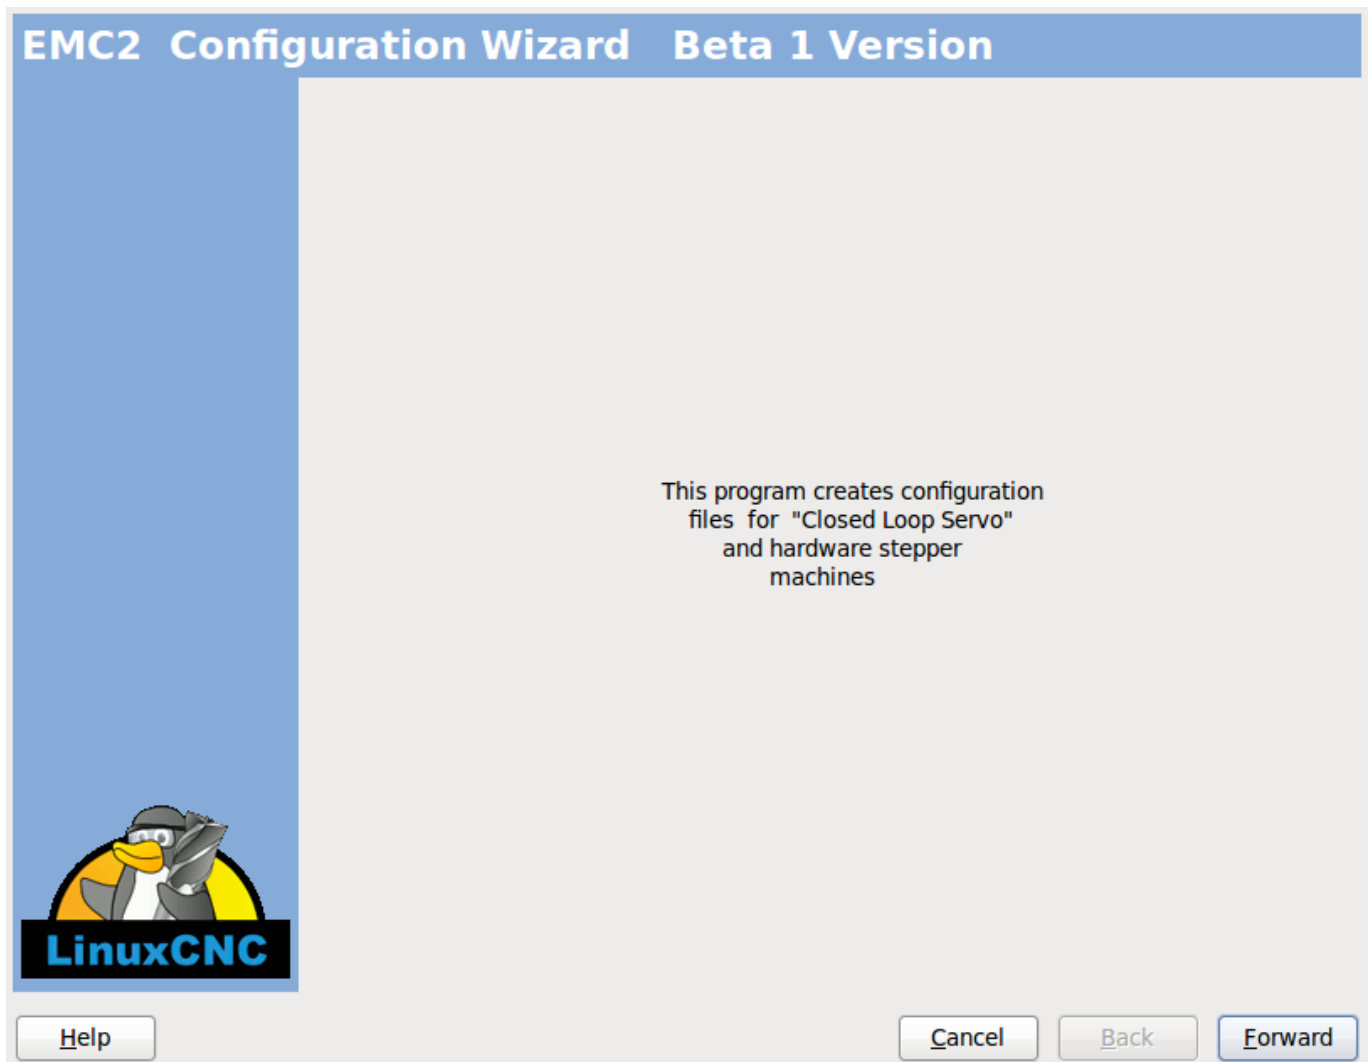 EMC2 Configuration Wizard Beta 1 Version
This program creates configuration
files for "Closed Loop Servo"
and hardware stepper
machines
LinuxCNC
Help
Cancel
Back
Forward